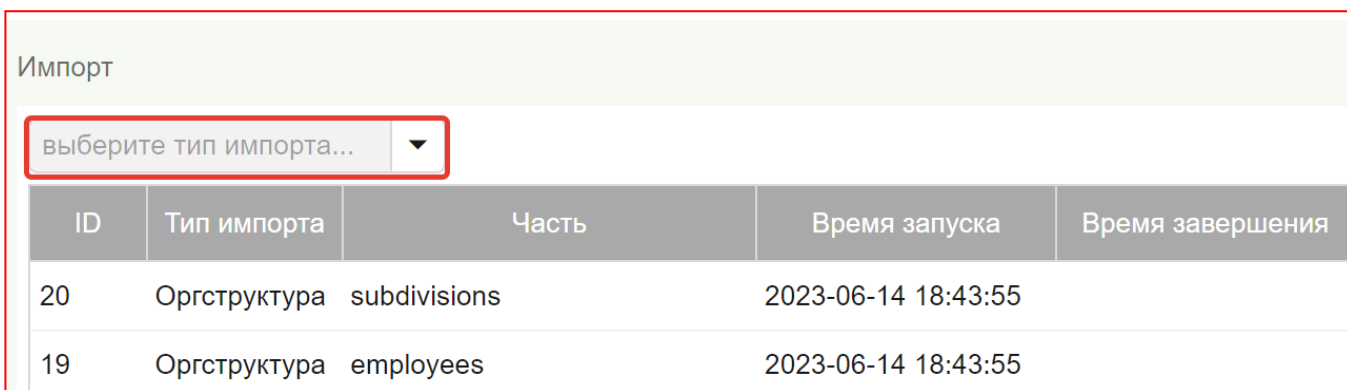 Импорт
выберите тип импорта...
ID Тип импорта Часть Время запуска Время завершения
20 Оргструктура subdivisions 2023-06-14 18:43:55
19 Оргструктура employees 2023-06-14 18:43:55